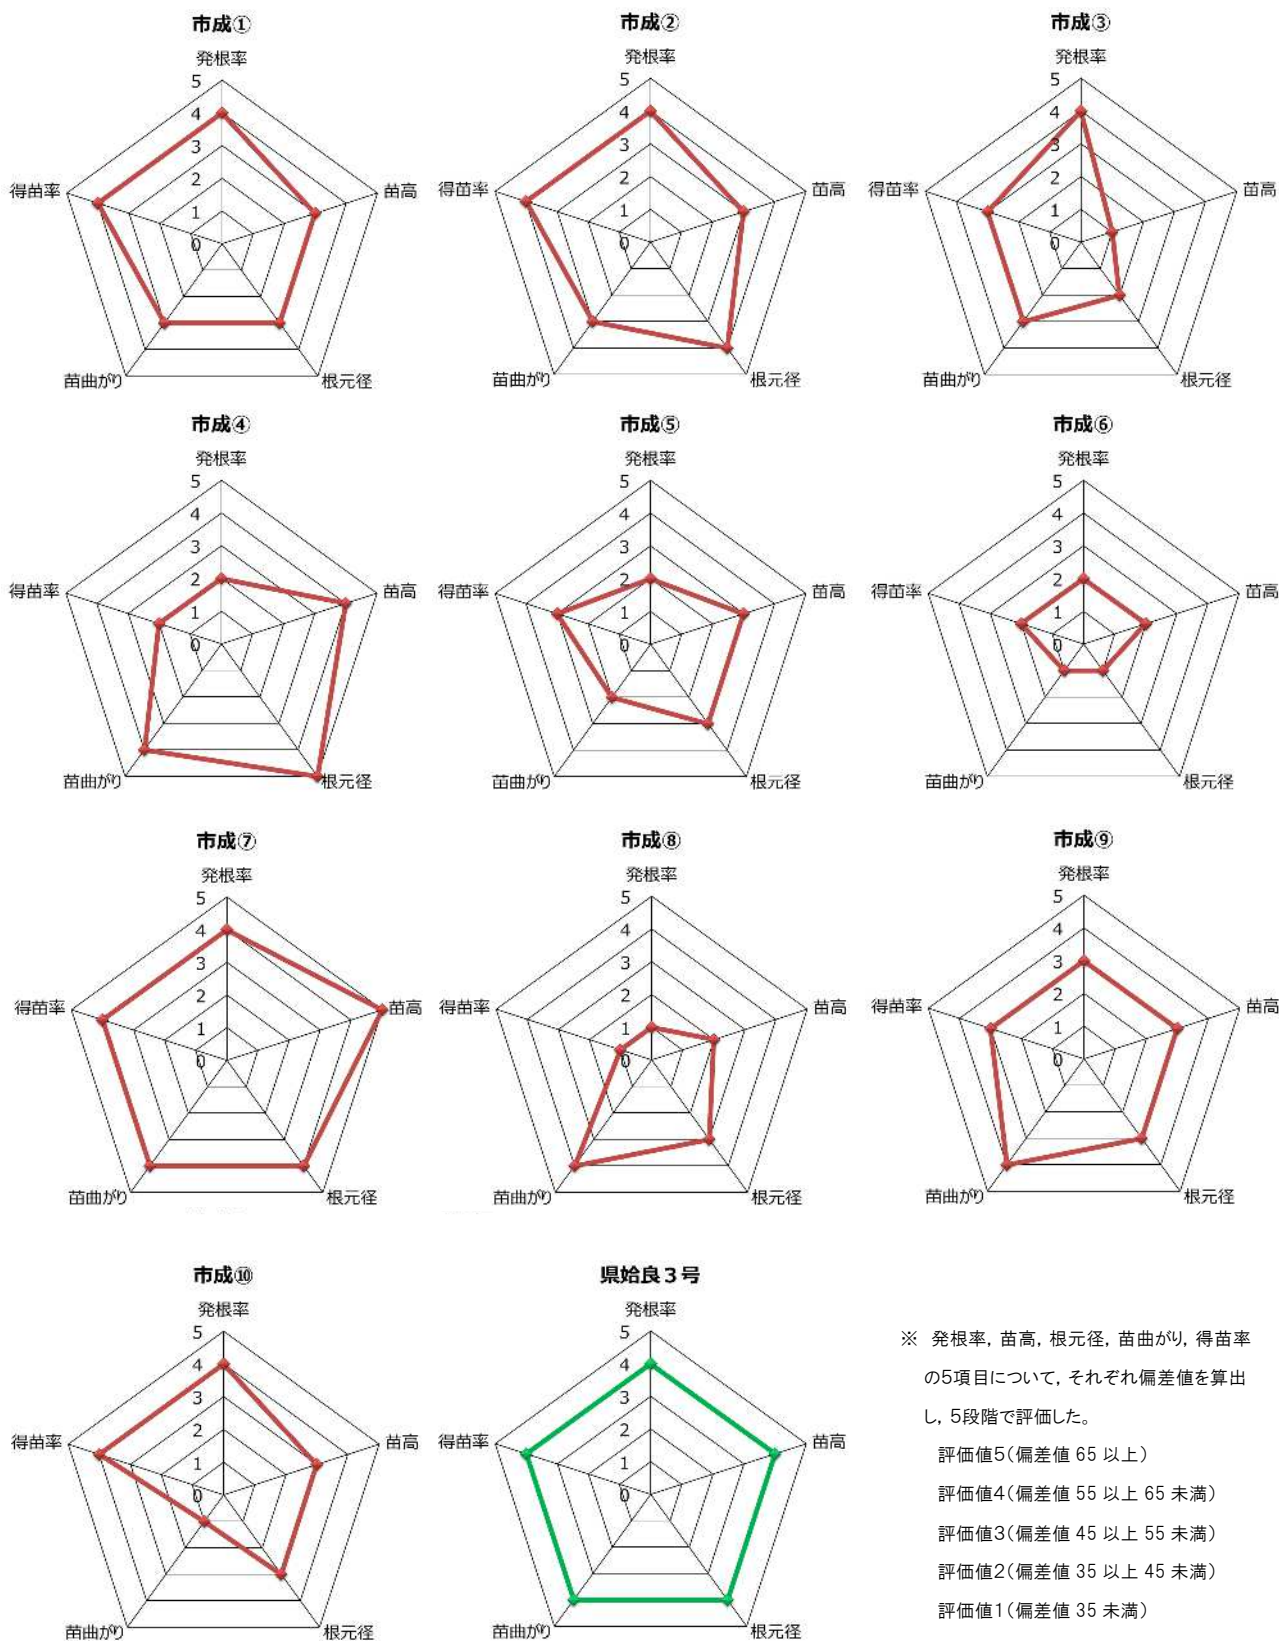 市成①
発根率
5
4
3
2
1
0
得苗率
苗高
苗曲がり
根元径
市成②
発根率
5
4
3
2
1
0
得苗率
苗高
苗曲がり
根元径
市成③
発根率
5
4
3
2
1
0
得苗率
苗高
苗曲がり
根元径
市成④
発根率
5
4
3
2
1
0
得苗率
苗高
苗曲がり
根元径
市成⑤
発根率
5
4
3
2
1
0
得苗率
苗高
苗曲がり
根元径
市成⑥
発根率
5
4
3
2
1
0
得苗率
苗高
苗曲がり
根元径
市成⑦
発根率
5
4
3
2
1
0
得苗率
苗高
苗曲がり
根元径
市成⑧
発根率
5
4
3
2
1
0
得苗率
苗高
苗曲がり
根元径
市成⑨
発根率
5
4
3
2
1
0
得苗率
苗高
苗曲がり
根元径
市成⑩
発根率
5
4
3
2
1
0
得苗率
苗高
苗曲がり
根元径
県姶良３号
発根率
5
4
3
2
1
0
得苗率
苗高
苗曲がり
根元径
※ 発根率，苗高，根元径，苗曲がり，得苗率
の5項目について，それぞれ偏差値を算出
し，5段階で評価した。
評価値5（偏差値 65 以上）
評価値4（偏差値 55 以上 65 未満）
評価値3（偏差値 45 以上 55 未満）
評価値2（偏差値 35 以上 45 未満）
評価値1（偏差値 35 未満）